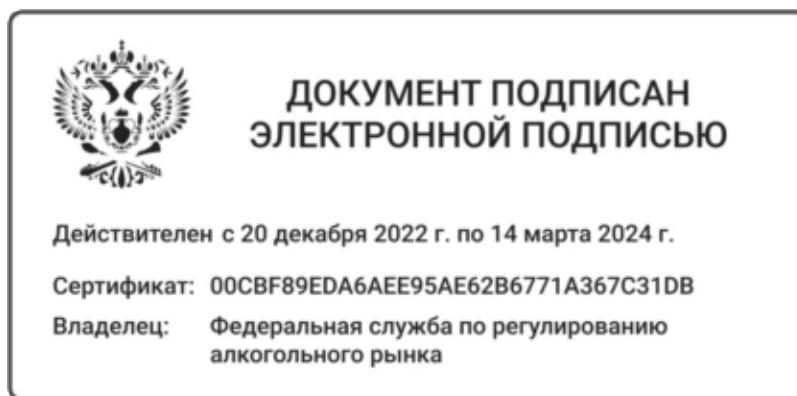 ДОКУМЕНТ ПОДПИСАН
ЭЛЕКТРОННОЙ ПОДПИСЬЮ
Действителен с 20 декабря 2022 г. по 14 марта 2024 г.
Сертификат: 00CBF89EDA6AEE95AE62B6771A367C31DB
Владелец: Федеральная служба по регулированию
алкогольного рынка